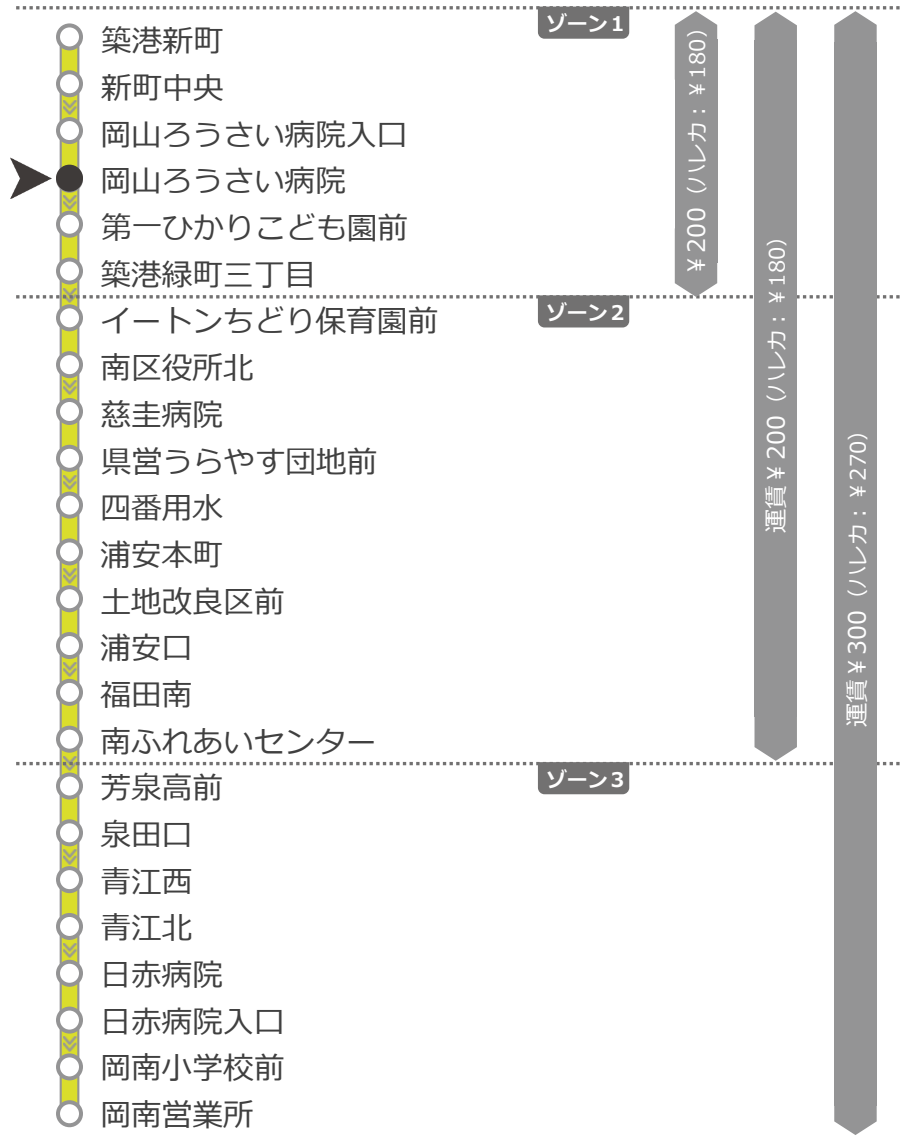 ゾーン1
築港新町
新町中央
岡山ろうさい病院入口
岡山ろうさい病院
第一ひかりこども園前
築港緑町三丁目
ゾーン2
イートンちどり保育園前
南区役所北
慈圭病院
県営うらやす団地前
四番用水
浦安本町
土地改良区前
浦安口
福田南
南ふれあいセンター
ゾーン3
芳泉高前
泉田口
青江西
青江北
日赤病院
日赤病院入口
岡南小学校前
岡南営業所
¥200（ハレカ：¥180）
運賃¥200（ハレカ：¥180）
運賃¥300（ハレカ：¥270）